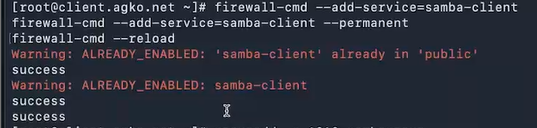 [root@client.agko.net ~]# firewall-cmd --add-service=samba-client
firewall-cmd --add-service=samba-client --permanent
firewall-cmd --reload
Warning: ALREADY_ENABLED: 'samba-client' already in 'public'
success
Warning: ALREADY_ENABLED: samba-client
success
success